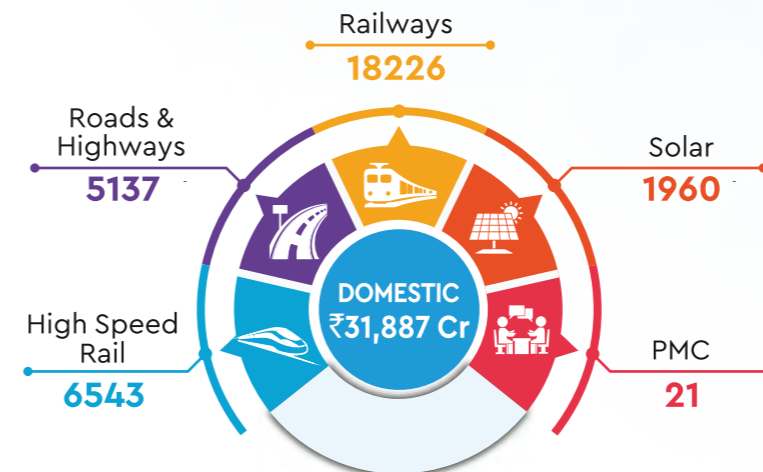 Railways
18226
Roads &
Highways
5137
Solar
1960
DOMESTIC
₹31,887 Cr
High Speed
Rail
6543
PMC
21